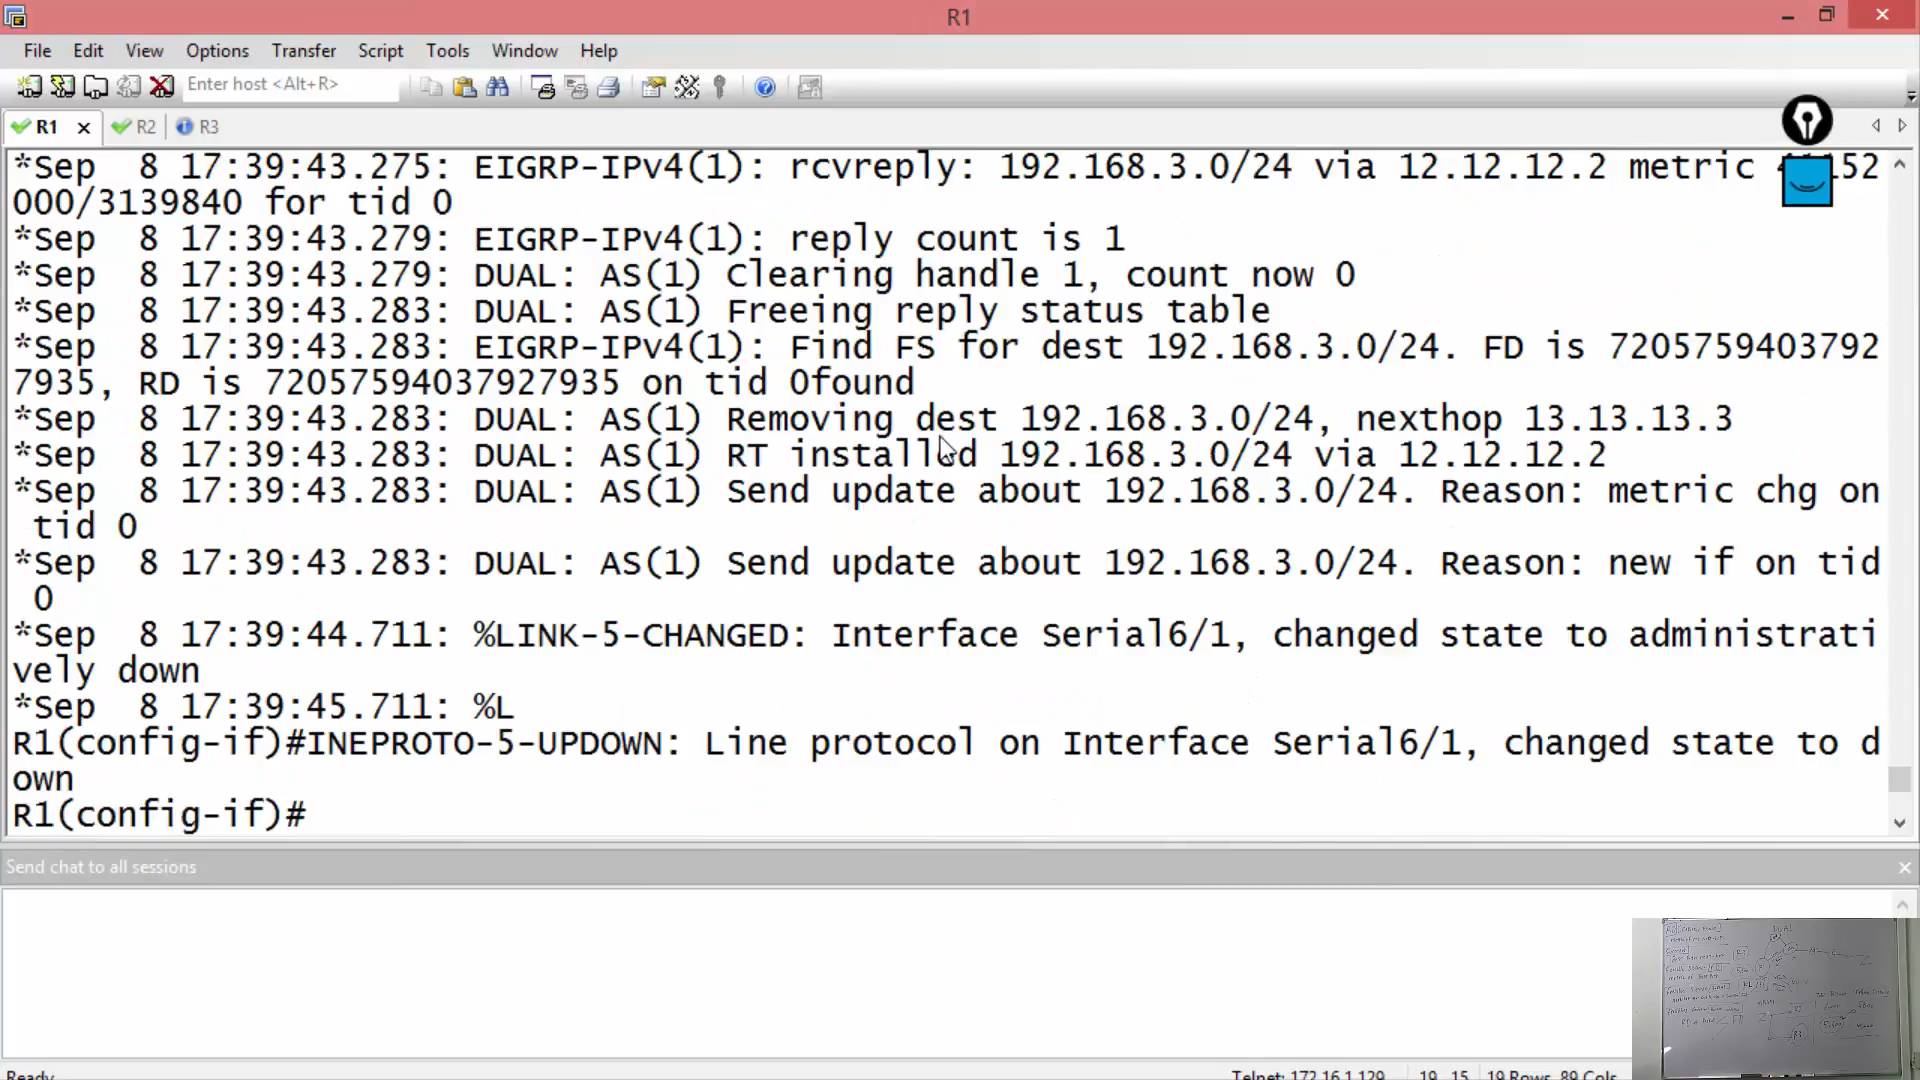 R1
File Edit View Options Transfer Script Tools Window Help
Enter host <Alt+R>
R1 R2 R3
*Sep  8 17:39:43.275: EIGRP-IPv4(1): rcvreply: 192.168.3.0/24 via 12.12.12.2 metric
000/3139840 for tid 0
*Sep  8 17:39:43.279: EIGRP-IPv4(1): reply count is 1
*Sep  8 17:39:43.279: DUAL: AS(1) Clearing handle 1, count now 0
*Sep  8 17:39:43.283: DUAL: AS(1) Freeing reply status table
*Sep  8 17:39:43.283: EIGRP-IPv4(1): Find FS for dest 192.168.3.0/24. FD is 7205759403792
7935, RD is 72057594037927935 on tid 0found
*Sep  8 17:39:43.283: DUAL: AS(1) Removing dest 192.168.3.0/24, nexthop 13.13.13.3
*Sep  8 17:39:43.283: DUAL: AS(1) RT installed 192.168.3.0/24 via 12.12.12.2
*Sep  8 17:39:43.283: DUAL: AS(1) Send update about 192.168.3.0/24. Reason: metric chg on
 tid 0
*Sep  8 17:39:43.283: DUAL: AS(1) Send update about 192.168.3.0/24. Reason: new if on tid
 0
*Sep  8 17:39:44.711: %LINK-5-CHANGED: Interface Serial6/1, changed state to administrati
vely down
*Sep  8 17:39:45.711: %L
R1(config-if)#INEPROTO-5-UPDOWN: Line protocol on Interface Serial6/1, changed state to d
own
R1(config-if)#
Send chat to all sessions
Ready
Telnet: 172.16.1.129 19, 15 19 Rows, 89 Cols
DUAL